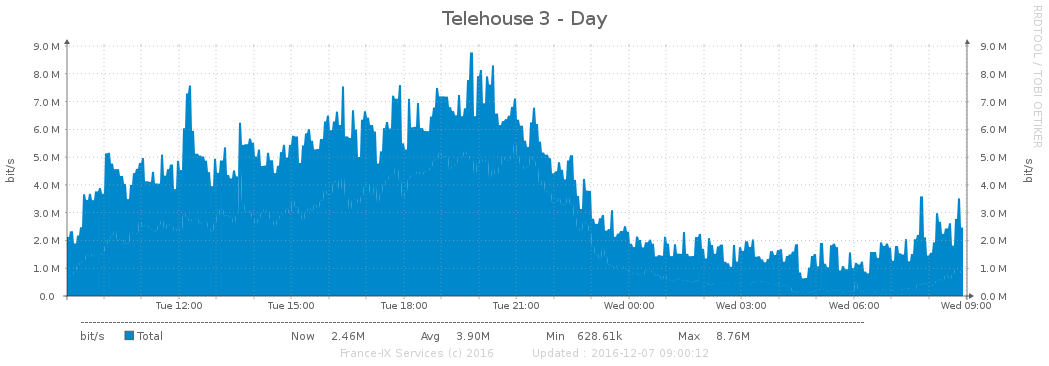 Telehouse 3 - Day
RRDTOOL / TOBI OETIKER
bit/s
9.0 M
8.0 M
7.0 M
6.0 M
5.0 M
4.0 M
3.0 M
2.0 M
1.0 M
0.0
9.0 M
8.0 M
7.0 M
6.0 M
5.0 M
4.0 M
3.0 M
2.0 M
1.0 M
0.0 M
bit/s
Tue 12:00 Tue 15:00 Tue 18:00 Tue 21:00 Wed 00:00 Wed 03:00 Wed 06:00 Wed 09:00
bit/s Total Now 2.46M Avg 3.90M Min 628.61k Max 8.76M
France-IX Services (c) 2016 Updated : 2016-12-07 09:00:12